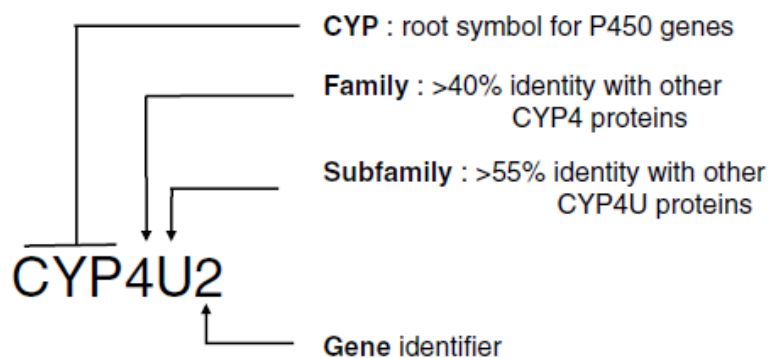 CYP : root symbol for P450 genes
Family : >40% identity with other
CYP4 proteins
Subfamily : >55% identity with other
CYP4U proteins
CYP4U2
Gene identifier